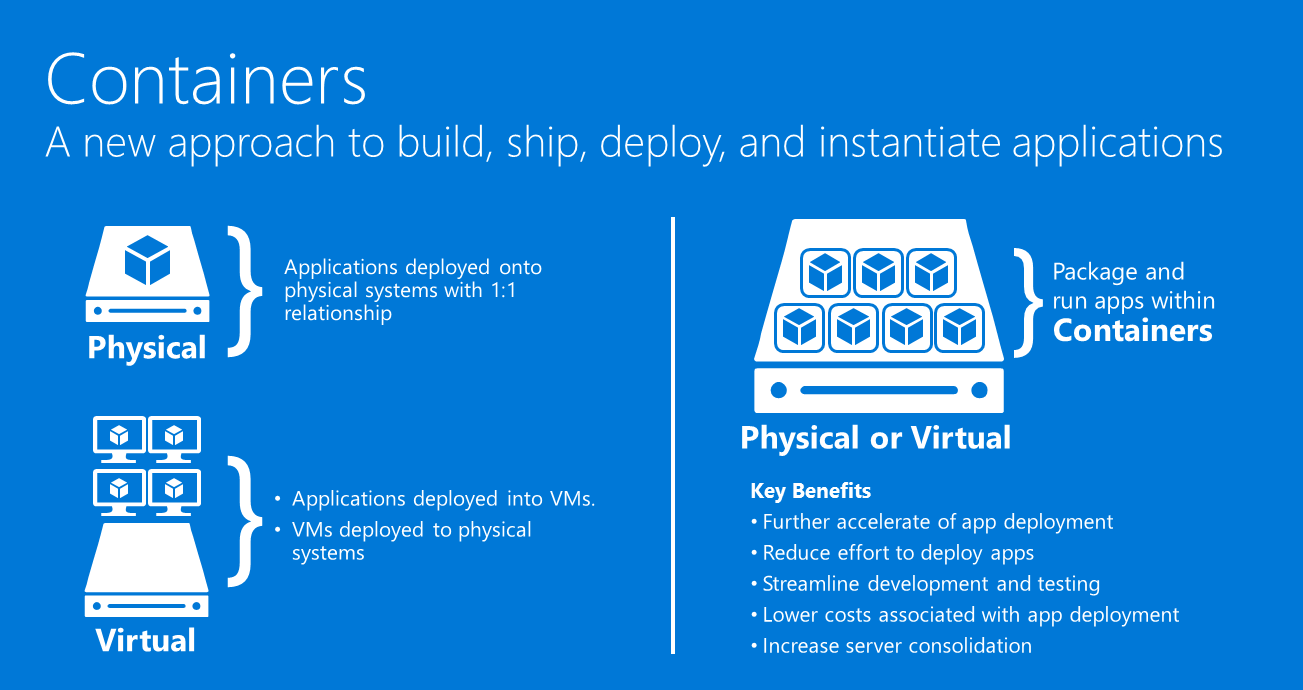 Containers
A new approach to build, ship, deploy, and instantiate applications
Applications deployed onto
physical systems with 1:1
relationship
Physical
• Applications deployed into VMs.
• VMs deployed to physical
systems
Virtual
Package and
run apps within
Containers
Physical or Virtual
Key Benefits
• Further accelerate of app deployment
• Reduce effort to deploy apps
• Streamline development and testing
• Lower costs associated with app deployment
• Increase server consolidation